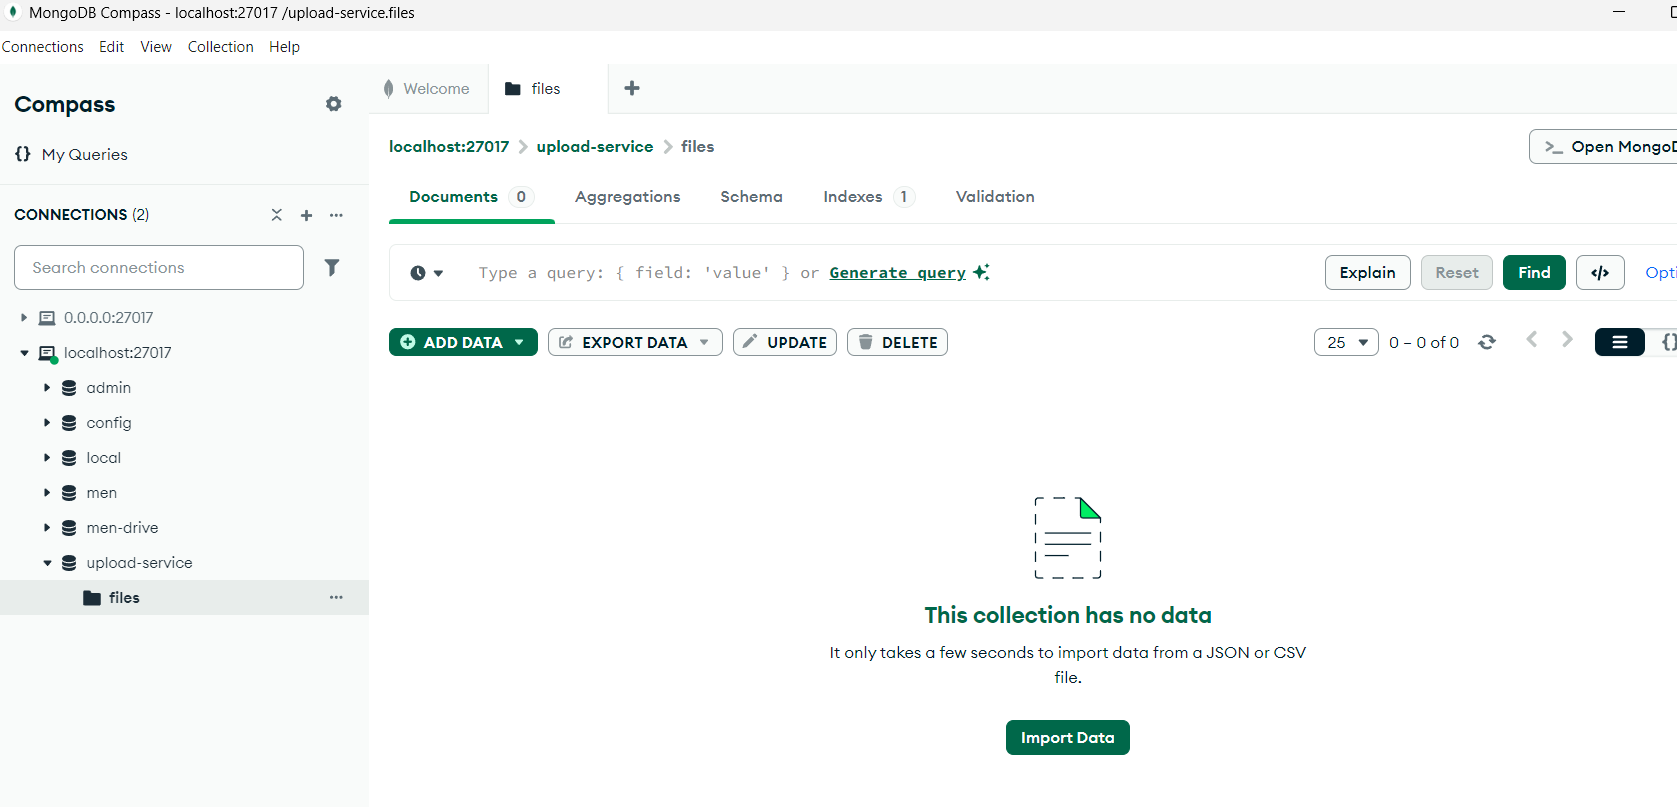 MongoDB Compass - localhost:27017 /upload-service.files
Connections Edit View Collection Help
Compass
My Queries
CONNECTIONS (2)
Search connections
0.0.0.0:27017
localhost:27017
admin
config
local
men
men-drive
upload-service
files
Welcome
files
localhost:27017 > upload-service > files
>_ Open MongoD
Documents 0 Aggregations Schema Indexes 1 Validation
Type a query: { field: 'value' } or Generate query
Explain Reset Find </> Opti
ADD DATA EXPORT DATA UPDATE DELETE
25 0 – 0 of 0
This collection has no data
It only takes a few seconds to import data from a JSON or CSV
file.
Import Data